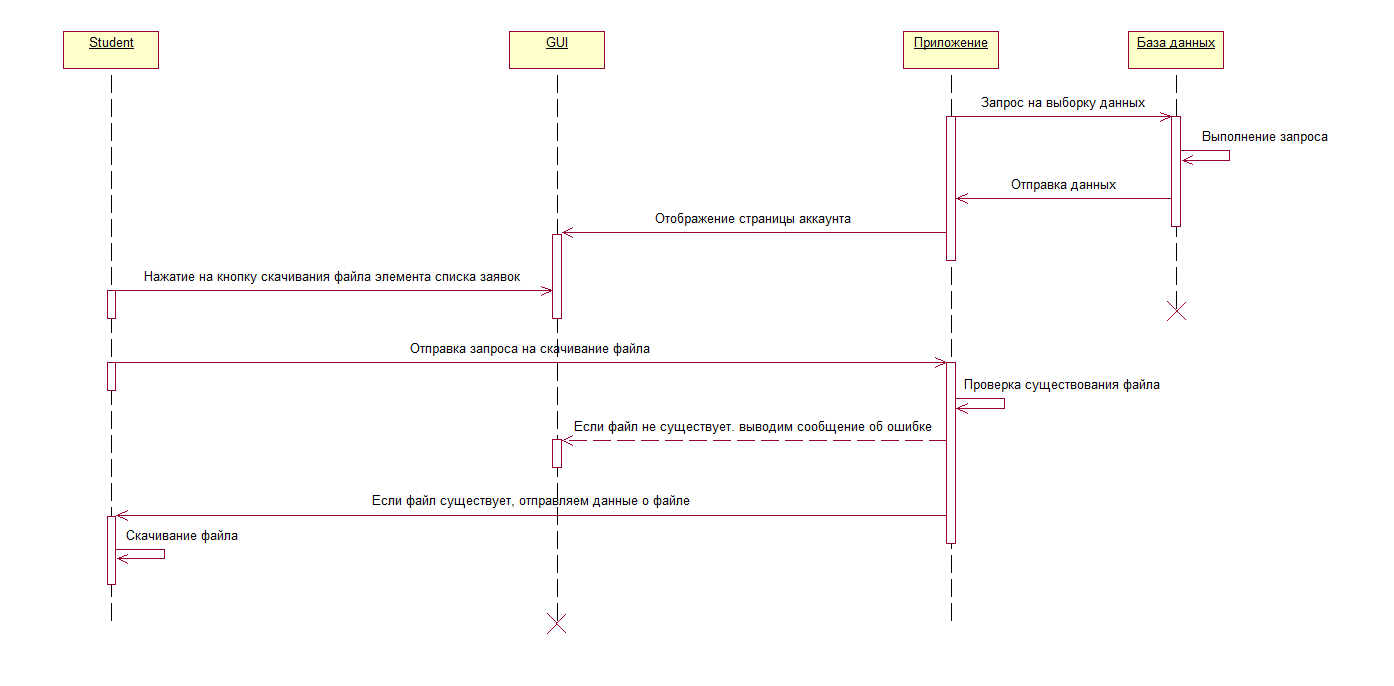 Student
GUI
Приложение
База данных
Запрос на выборку данных
Выполнение запроса
Отправка данных
Отображение страницы аккаунта
Нажатие на кнопку скачивания файла элемента списка заявок
Отправка запроса на скачивание файла
Проверка существования файла
Если файл не существует. выводим сообщение об ошибке
Если файл существует, отправляем данные о файле
Скачивание файла